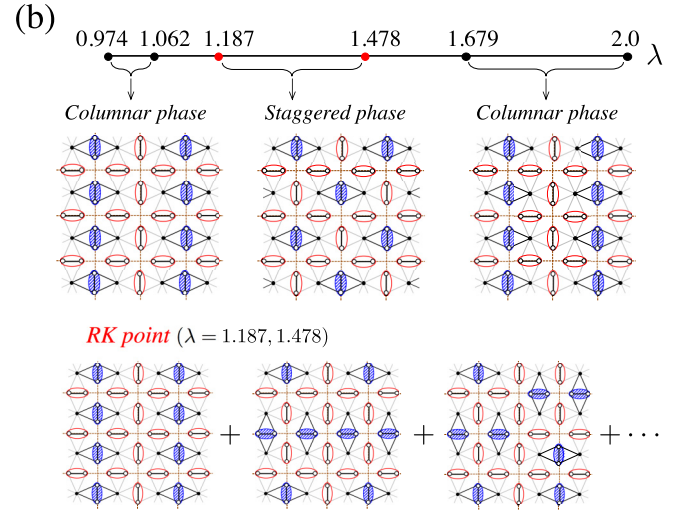 (b)
0.974 1.062 1.187 1.478 1.679 2.0
λ
Columnar phase Staggered phase Columnar phase
RK point (λ = 1.187, 1.478)
+ + + ⋯